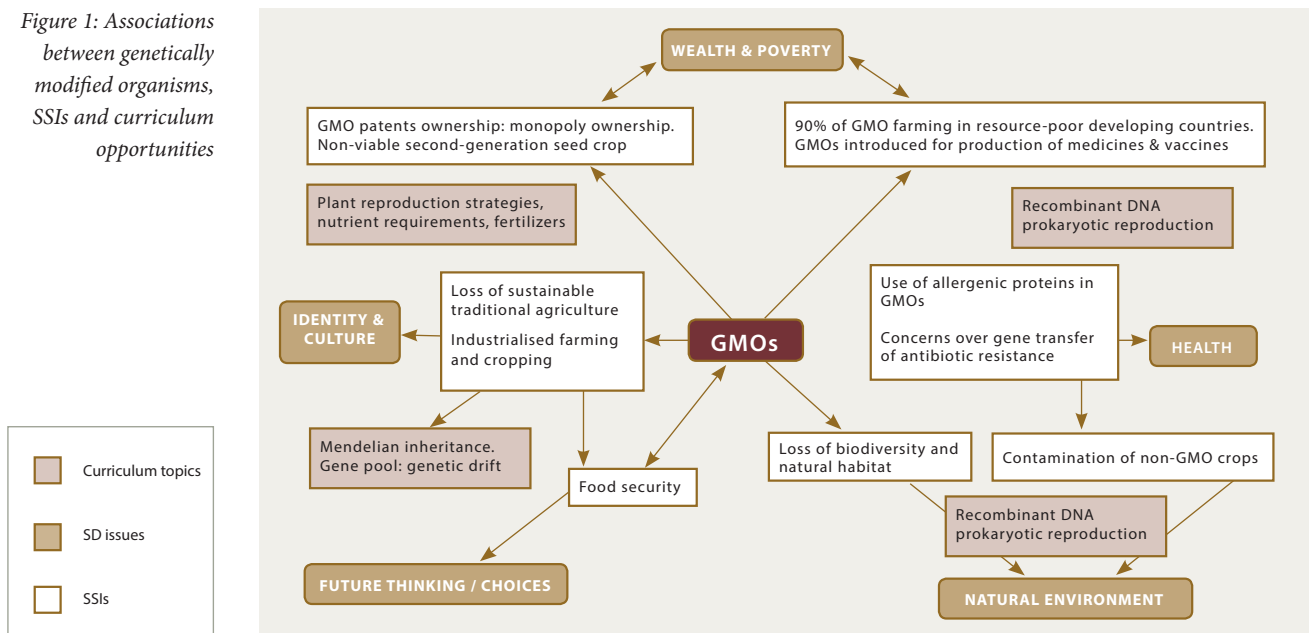 Figure 1: Associations
between genetically
modified organisms,
SSIs and curriculum
opportunities
WEALTH & POVERTY
GMO patents ownership: monopoly ownership.
Non-viable second-generation seed crop
90% of GMO farming in resource-poor developing countries.
GMOs introduced for production of medicines & vaccines
Plant reproduction strategies,
nutrient requirements, fertilizers
Recombinant DNA
prokaryotic reproduction
Loss of sustainable
traditional agriculture
Industrialised farming
and cropping
Use of allergenic proteins in
GMOs
Concerns over gene transfer
of antibiotic resistance
IDENTITY &
CULTURE
GMOs
HEALTH
Mendelian inheritance.
Gene pool: genetic drift
Food security
Loss of biodiversity and
natural habitat
Contamination of non-GMO crops
Recombinant DNA
prokaryotic reproduction
FUTURE THINKING / CHOICES
NATURAL ENVIRONMENT
Curriculum topics
SD issues
SSIs